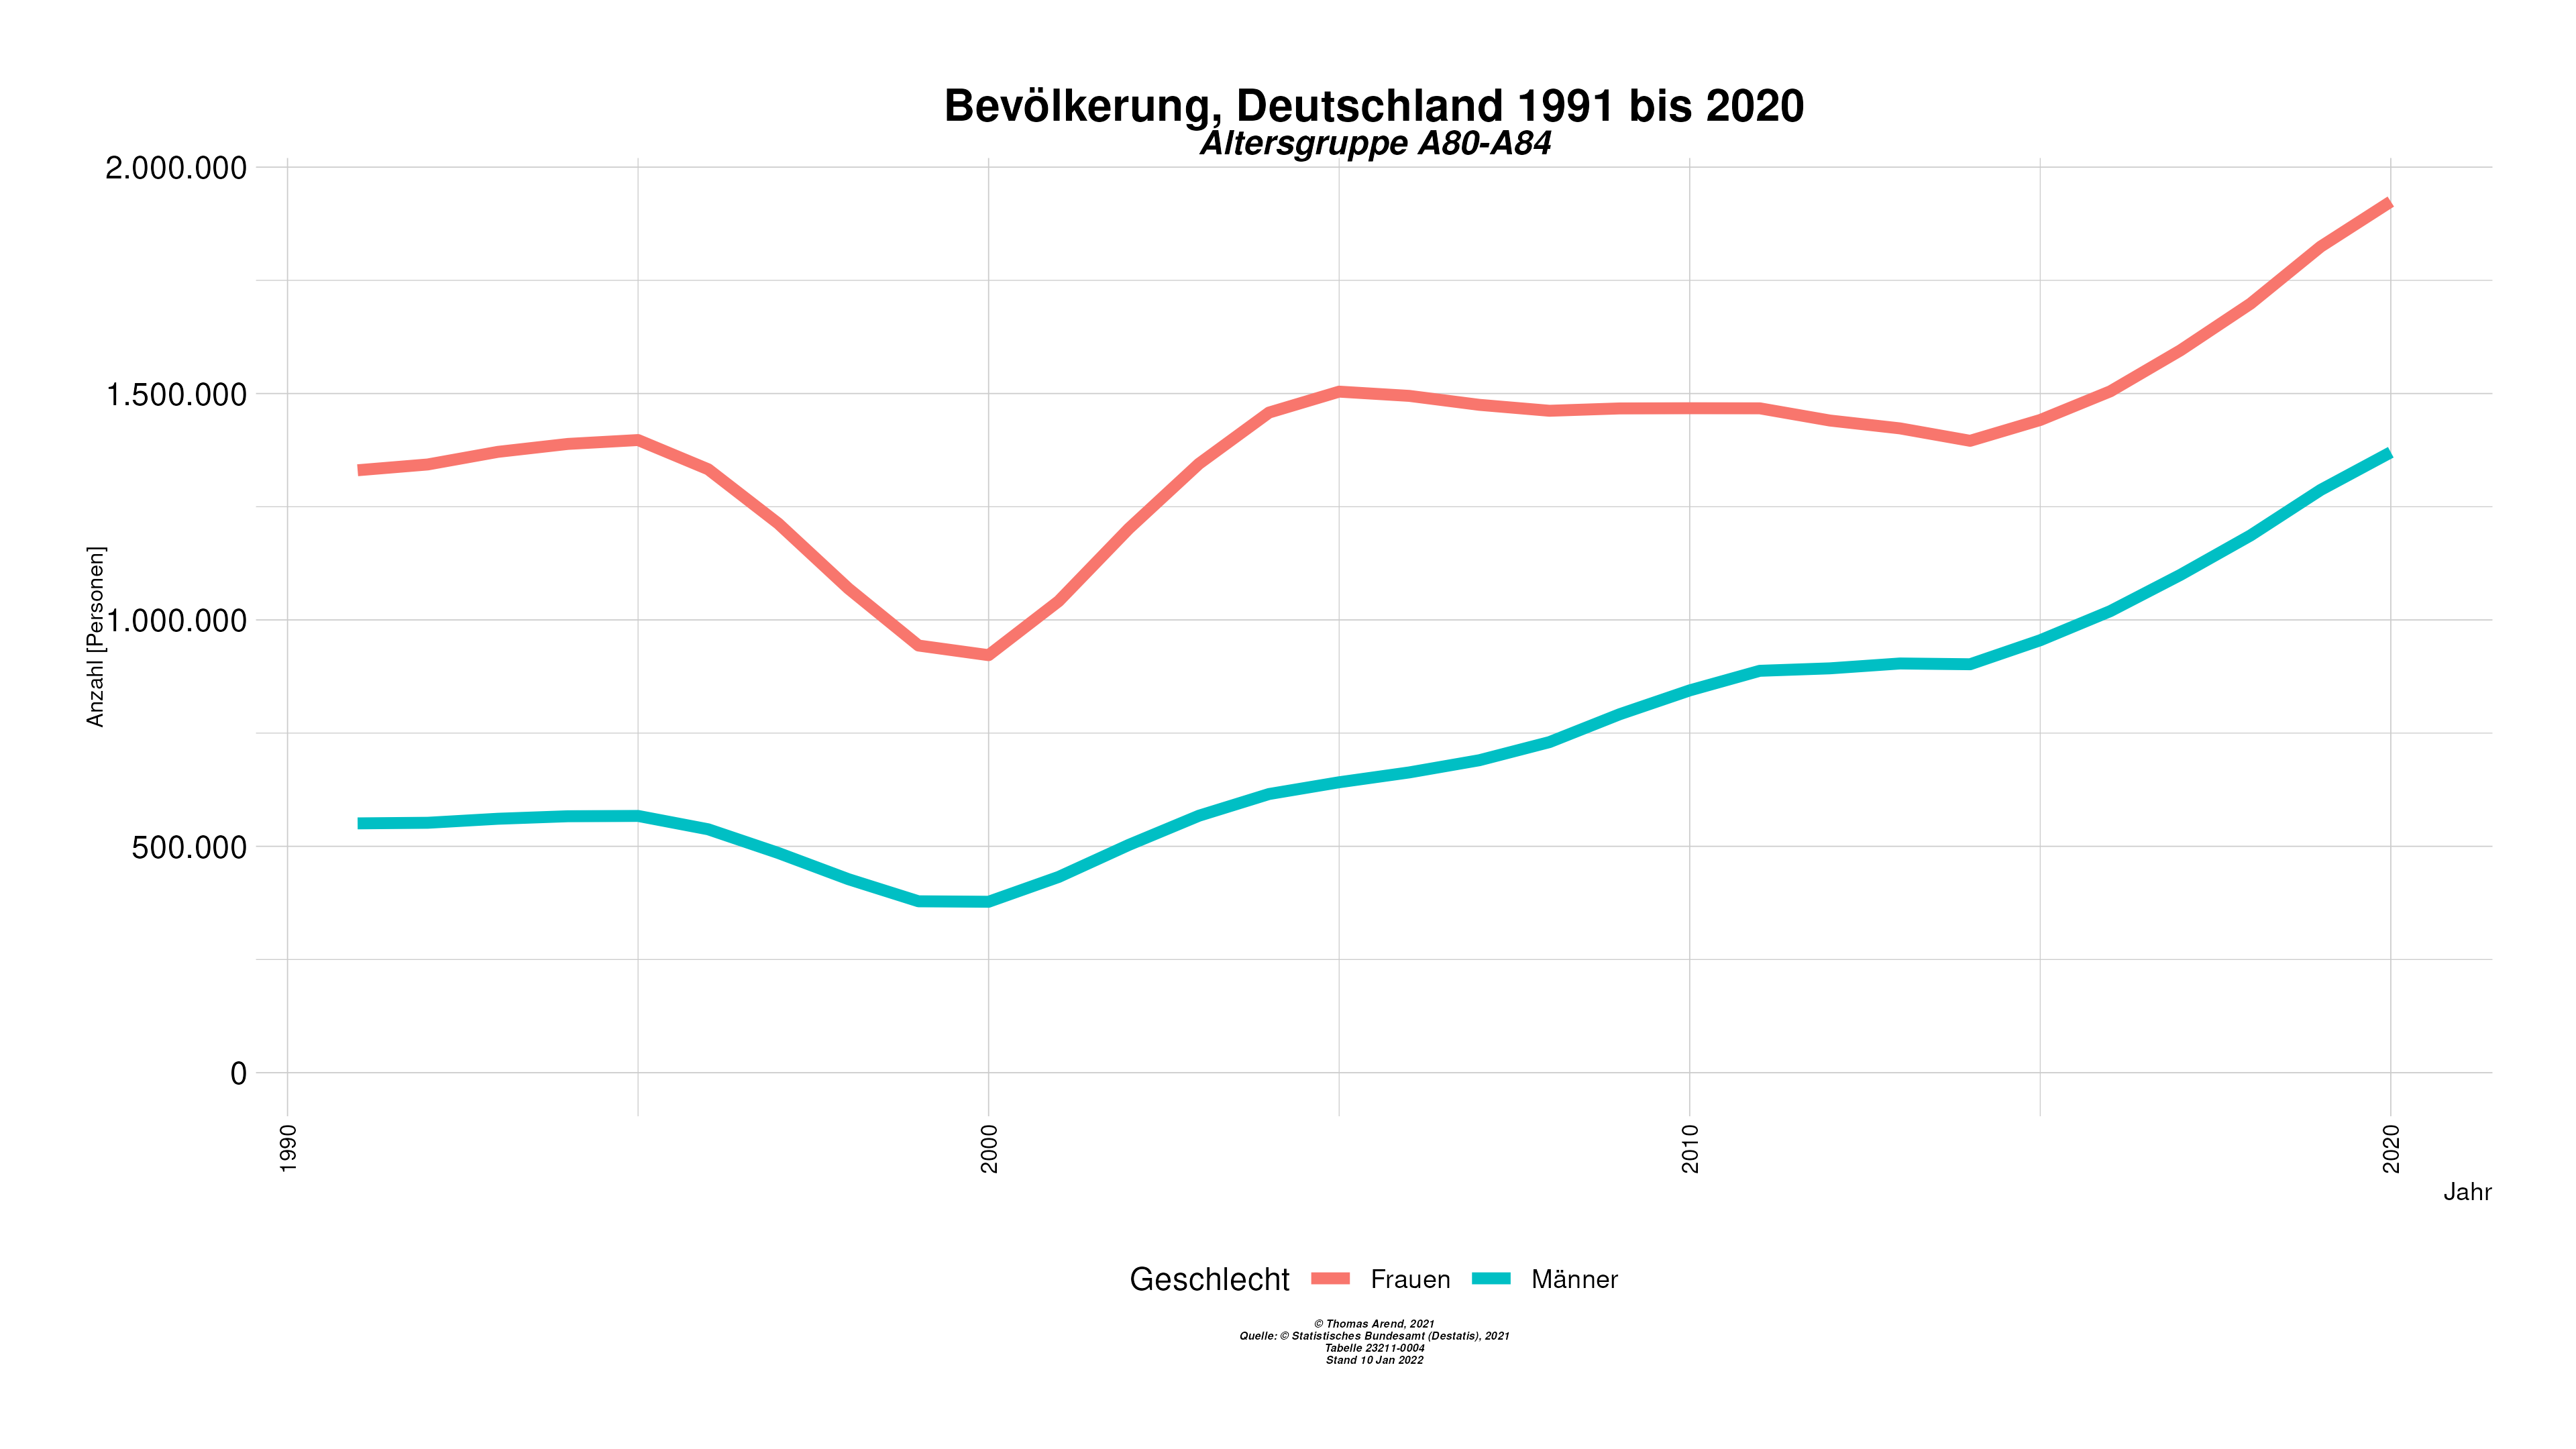 Bevölkerung, Deutschland 1991 bis 2020
Altersgruppe A80-A84
Anzahl [Personen]
2.000.000
1.500.000
1.000.000
500.000
0
1990
2000
2010
2020
Jahr
Geschlecht Frauen Männer
© Thomas Arend, 2021
Quelle: © Statistisches Bundesamt (Destatis), 2021
Tabelle 23211-0004
Stand 10 Jan 2022